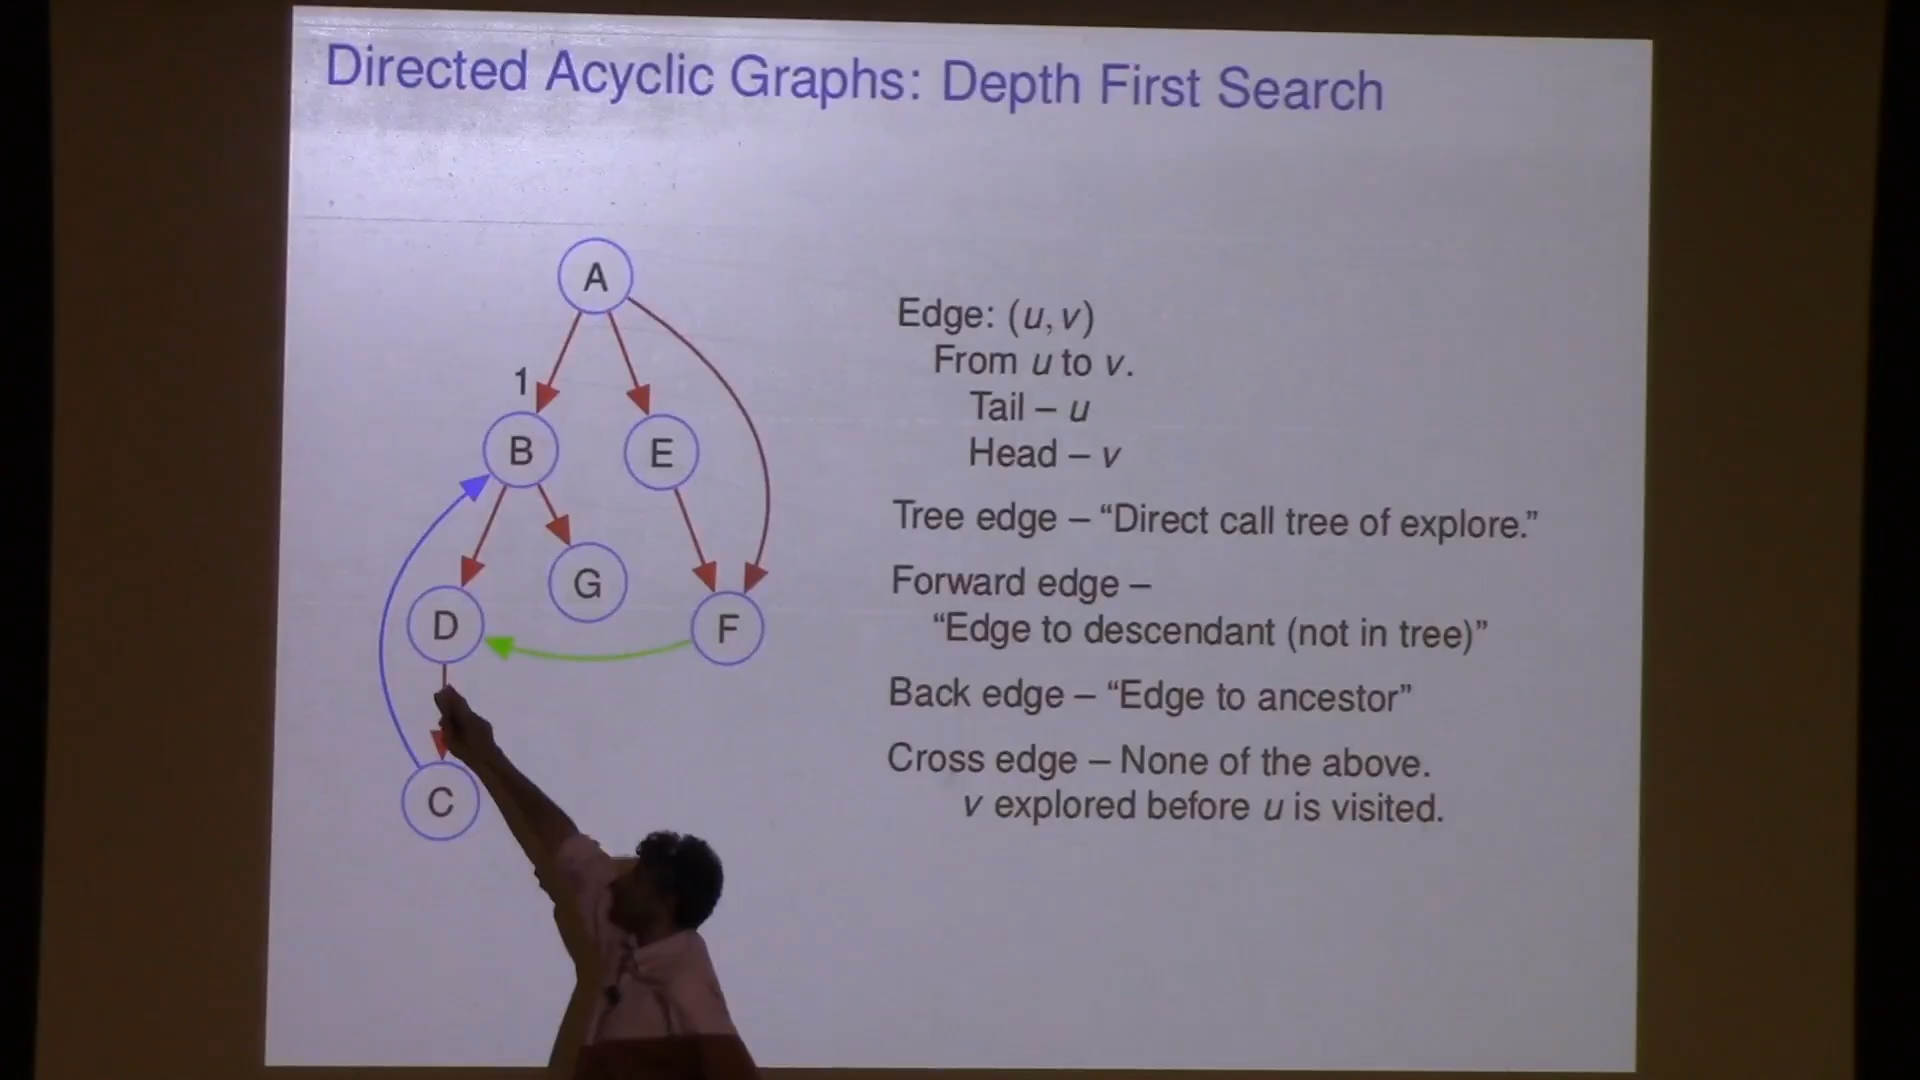 Directed Acyclic Graphs: Depth First Search
A
1
B
E
G
D
F
C
Edge: (u, v)
From u to v.
Tail – u
Head – v
Tree edge – “Direct call tree of explore.”
Forward edge –
“Edge to descendant (not in tree)”
Back edge – “Edge to ancestor”
Cross edge – None of the above.
v explored before u is visited.